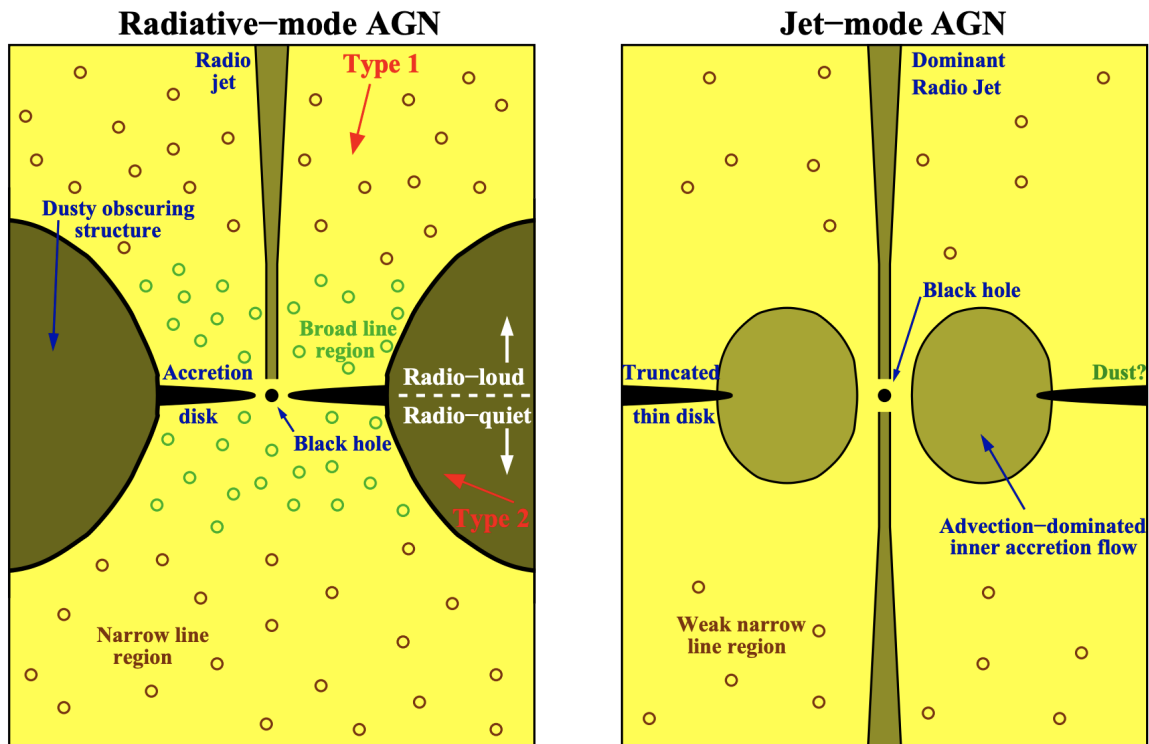 Radiative−mode AGN
Radio
jet
Type 1
Dusty obscuring
structure
Broad line
region
Accretion
disk
Radio−loud
Radio−quiet
Black hole
Type 2
Narrow line
region
Jet−mode AGN
Dominant
Radio Jet
Black hole
Truncated
thin disk
Dust?
Advection−dominated
inner accretion flow
Weak narrow
line region